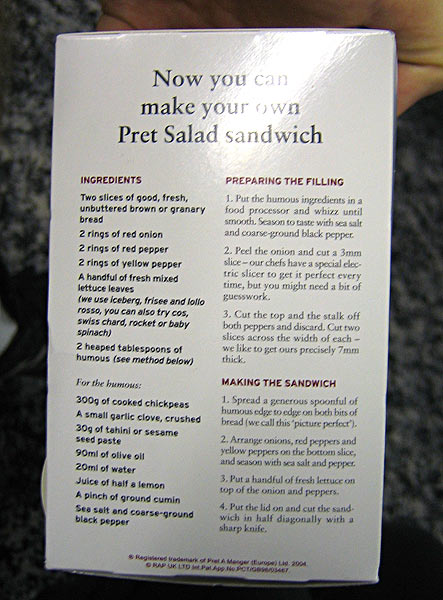 Now you can
make your own
Pret Salad sandwich
INGREDIENTS
Two slices of good, fresh,
unbuttered brown or granary
bread
2 rings of red onion
2 rings of red pepper
2 rings of yellow pepper
A handful of fresh mixed
lettuce leaves
(we use iceberg, frisee and lollo
rosso, you can also try cos,
swiss chard, rocket or baby
spinach)
2 heaped tablespoons of
humous (see method below)
For the humous:
300g of cooked chickpeas
A small garlic clove, crushed
30g of tahini or sesame
seed paste
90ml of olive oil
20ml of water
Juice of half a lemon
A pinch of ground cumin
Sea salt and coarse-ground
black pepper
PREPARING THE FILLING
1. Put the humous ingredients in a
food processor and whizz until
smooth. Season to taste with sea salt
and coarse-ground black pepper.
2. Peel the onion and cut a 3mm
slice – our chefs have a special elec-
tric slicer to get it perfect every
time, but you might need a bit of
guesswork.
3. Cut the top and the stalk off
both peppers and discard. Cut two
slices across the width of each –
we like to get ours precisely 7mm
thick.
MAKING THE SANDWICH
1. Spread a generous spoonful of
humous edge to edge on both bits of
bread (we call this 'picture perfect').
2. Arrange onions, red peppers and
yellow peppers on the bottom slice,
and season with sea salt and pepper.
3. Put a handful of fresh lettuce on
top of the onion and peppers.
4. Put the lid on and cut the sand-
wich in half diagonally with a
sharp knife.
® Registered trademark of Pret A Manger (Europe) Ltd. 2004.
© RAP UK LTD Int.Pat.App.No.PCT/GB98/03467.